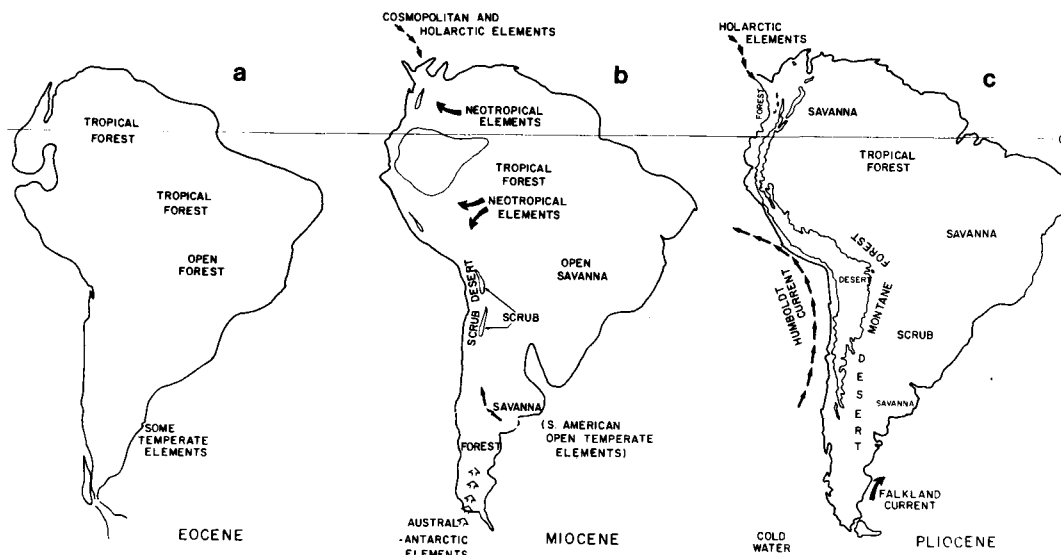 a
TROPICAL
FOREST
TROPICAL
FOREST
OPEN
FOREST
SOME
TEMPERATE
ELEMENTS
EOCENE
COSMOPOLITAN AND
HOLARCTIC ELEMENTS
b
NEOTROPICAL
ELEMENTS
TROPICAL
FOREST
NEOTROPICAL
ELEMENTS
OPEN
SAVANNA
SCRUB DESERT
SCRUB
SAVANNA
(S. AMERICAN
OPEN TEMPERATE
ELEMENTS)
FOREST
AUSTRAL
-ANTARCTIC
ELEMENTS
MIOCENE
HOLARCTIC
ELEMENTS
c
FOREST
SAVANNA
TROPICAL
FOREST
SAVANNA
FOREST
MONTANE
DESERT
HUMBOLDT
CURRENT
SCRUB
DESERT
SAVANNA
FALKLAND
CURRENT
COLD
WATER
PLIOCENE